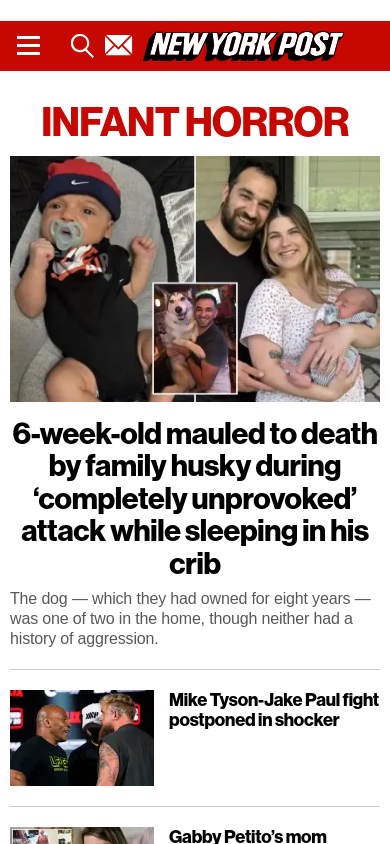 NEW YORK POST
INFANT HORROR
6-week-old mauled to death
by family husky during
‘completely unprovoked’
attack while sleeping in his
crib
The dog — which they had owned for eight years —
was one of two in the home, though neither had a
history of aggression.
Mike Tyson-Jake Paul fight
postponed in shocker
Gabby Petito’s mom